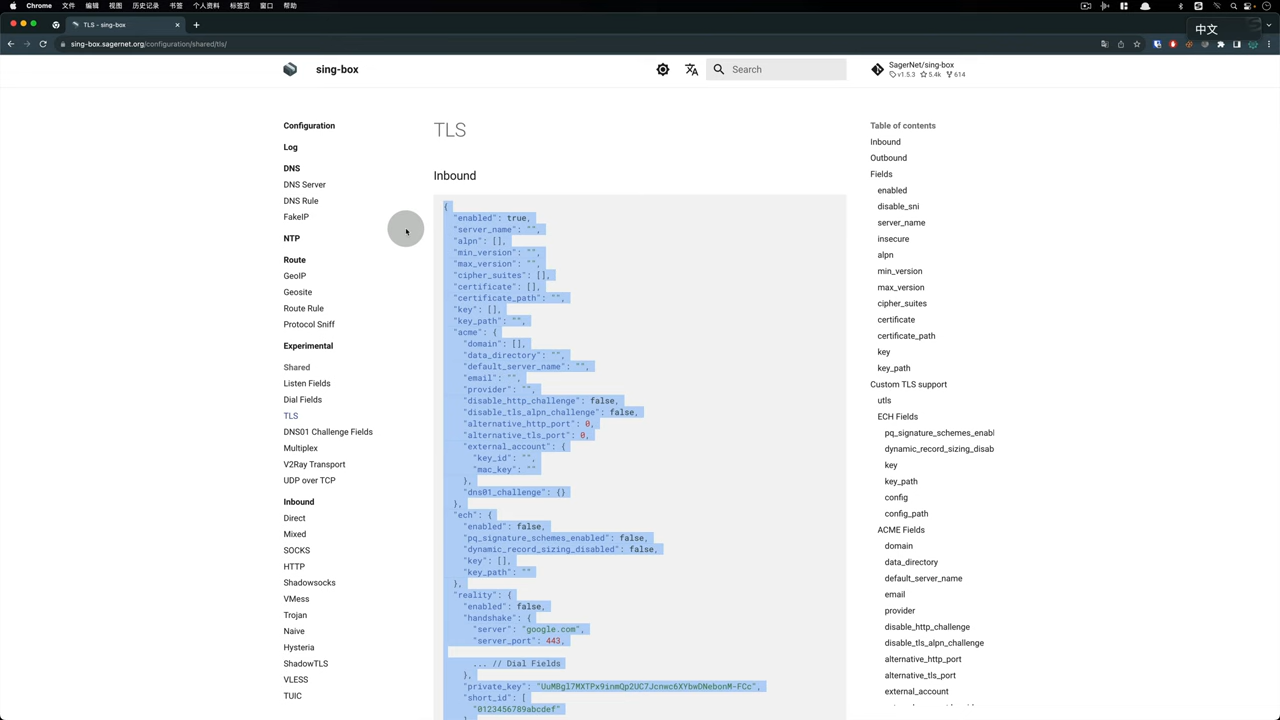 Chrome 文件 编辑 视图 历史记录 书签 个人资料 标签页 窗口 帮助
TLS - sing-box
中文
sing-box.sagernet.org/configuration/shared/tls/
sing-box
Search
SagerNet/sing-box
v1.5.3 5.4k 614
Configuration
Log
DNS
DNS Server
DNS Rule
FakeIP
NTP
Route
GeoIP
Geosite
Route Rule
Protocol Sniff
Experimental
Shared
Listen Fields
Dial Fields
TLS
DNS01 Challenge Fields
Multiplex
V2Ray Transport
UDP over TCP
Inbound
Direct
Mixed
SOCKS
HTTP
Shadowsocks
VMess
Trojan
Naive
Hysteria
ShadowTLS
VLESS
TUIC
TLS
Inbound
{
"enabled": true,
"server_name": "",
"alpn": [],
"min_version": "",
"max_version": "",
"cipher_suites": [],
"certificate": [],
"certificate_path": "",
"key": [],
"key_path": "",
"acme": {
"domain": [],
"data_directory": "",
"default_server_name": "",
"email": "",
"provider": "",
"disable_http_challenge": false,
"disable_tls_alpn_challenge": false,
"alternative_http_port": 0,
"alternative_tls_port": 0,
"external_account": {
"key_id": "",
"mac_key": ""
},
"dns01_challenge": {}
},
"ech": {
"enabled": false,
"pq_signature_schemes_enabled": false,
"dynamic_record_sizing_disabled": false,
"key": [],
"key_path": ""
},
"reality": {
"enabled": false,
"handshake": {
"server": "google.com",
"server_port": 443,
... // Dial Fields
},
"private_key": "UuMBgl7MXTPx9inmQp2UC7Jcnwc6XYbwDNebonM-FCc",
"short_id": [
"0123456789abcdef"
Table of contents
Inbound
Outbound
Fields
enabled
disable_sni
server_name
insecure
alpn
min_version
max_version
cipher_suites
certificate
certificate_path
key
key_path
Custom TLS support
utls
ECH Fields
pq_signature_schemes_enabl
dynamic_record_sizing_disab
key
key_path
config
config_path
ACME Fields
domain
data_directory
default_server_name
email
provider
disable_http_challenge
disable_tls_alpn_challenge
alternative_http_port
alternative_tls_port
external_account